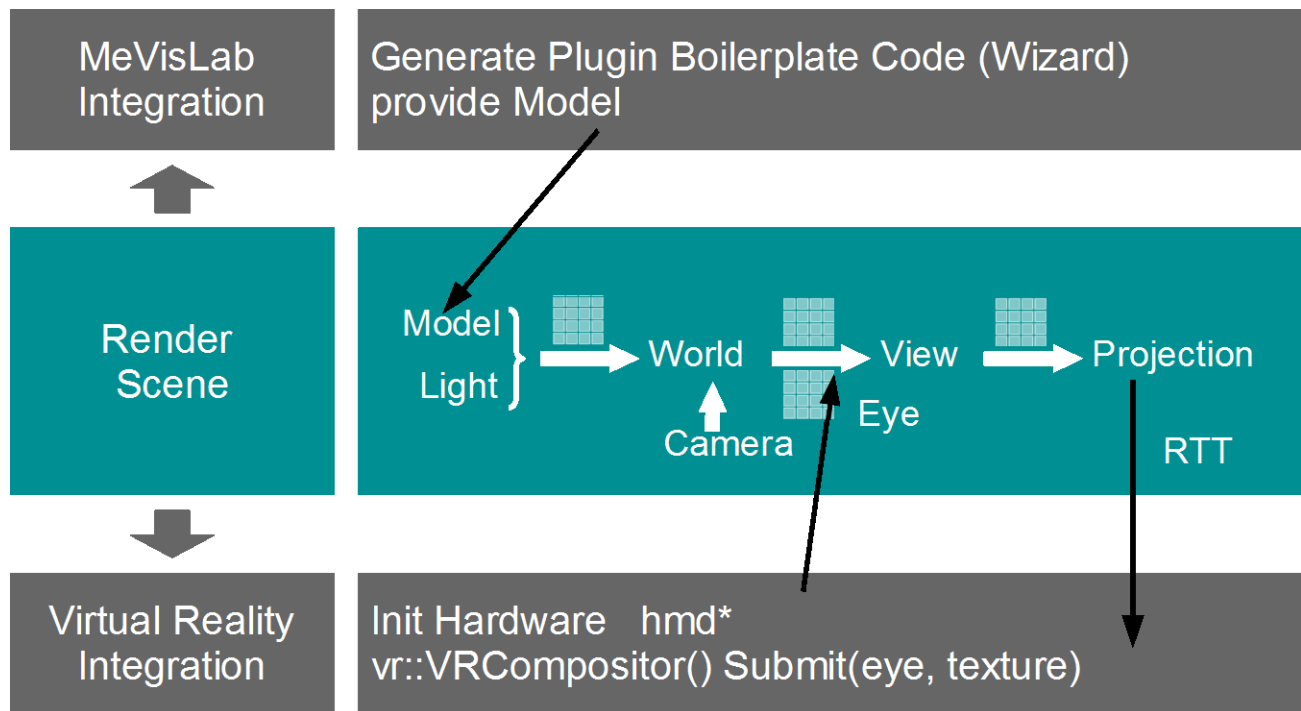 MeVisLab
Integration
Generate Plugin Boilerplate Code (Wizard)
provide Model
Render
Scene
Model
Light
World
Camera
View
Eye
Projection
RTT
Virtual Reality
Integration
Init Hardware hmd*
vr::VRCompositor() Submit(eye, texture)